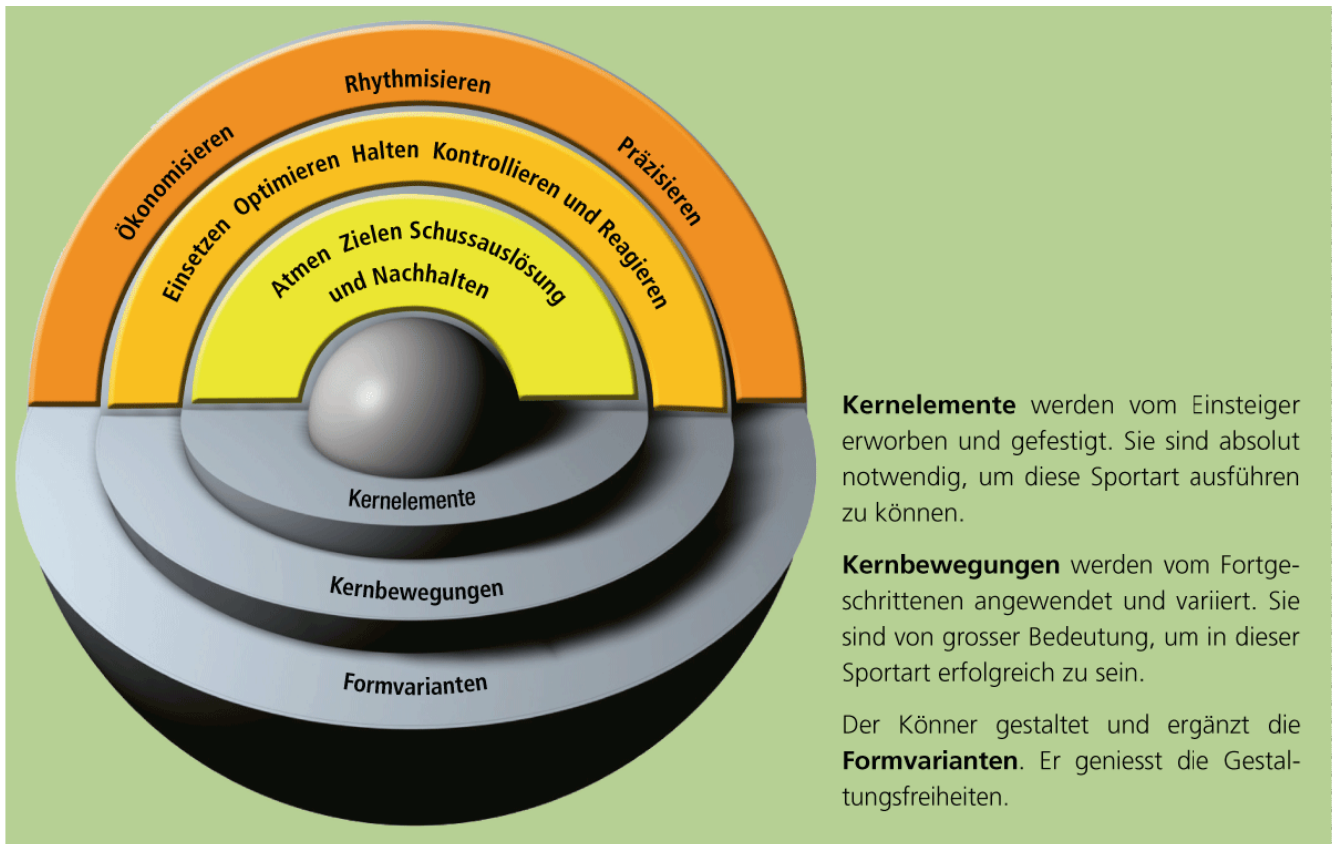 Rhythmisieren
Ökonomisieren
Präzisieren
Einsetzen Optimieren Halten Kontrollieren und Reagieren
Atmen Zielen Schussauslösung
und Nachhalten
Kernelemente
Kernbewegungen
Formvarianten
Kernelemente werden vom Einsteiger
erworben und gefestigt. Sie sind absolut
notwendig, um diese Sportart ausführen
zu können.
Kernbewegungen werden vom Fortge-
schrittenen angewendet und variiert. Sie
sind von grosser Bedeutung, um in dieser
Sportart erfolgreich zu sein.
Der Könner gestaltet und ergänzt die
Formvarianten. Er geniesst die Gestal-
tungsfreiheiten.